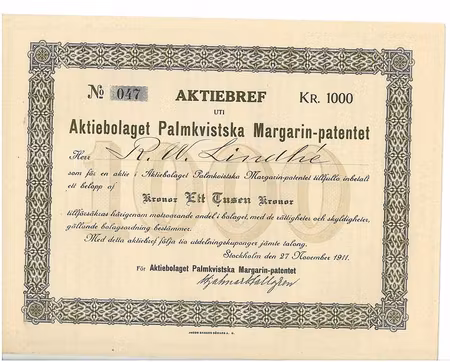 No 047 AKTIEBREF KR. 1000
UTI
Aktiebolaget Palmkvistska Margarin-patentet
Herr R. W. Lindhé
som för en aktie i Aktiebolaget Palmkvistska Margarin-patentet tillfullo inbetalt
ett belopp af
Kronor Ett Tusen Kronor
tillförsäkras härigenom motsvarande andel i bolaget, med de rättigheter och skyldigheter,
gällande bolagsordning bestämmer.
Med detta aktiebref följa tio utdelningskuponger jämte talong.
Stockholm den 27 November 1911.
För Aktiebolaget Palmkvistska Margarin-patentet
Hjalmar Hallgren
1000